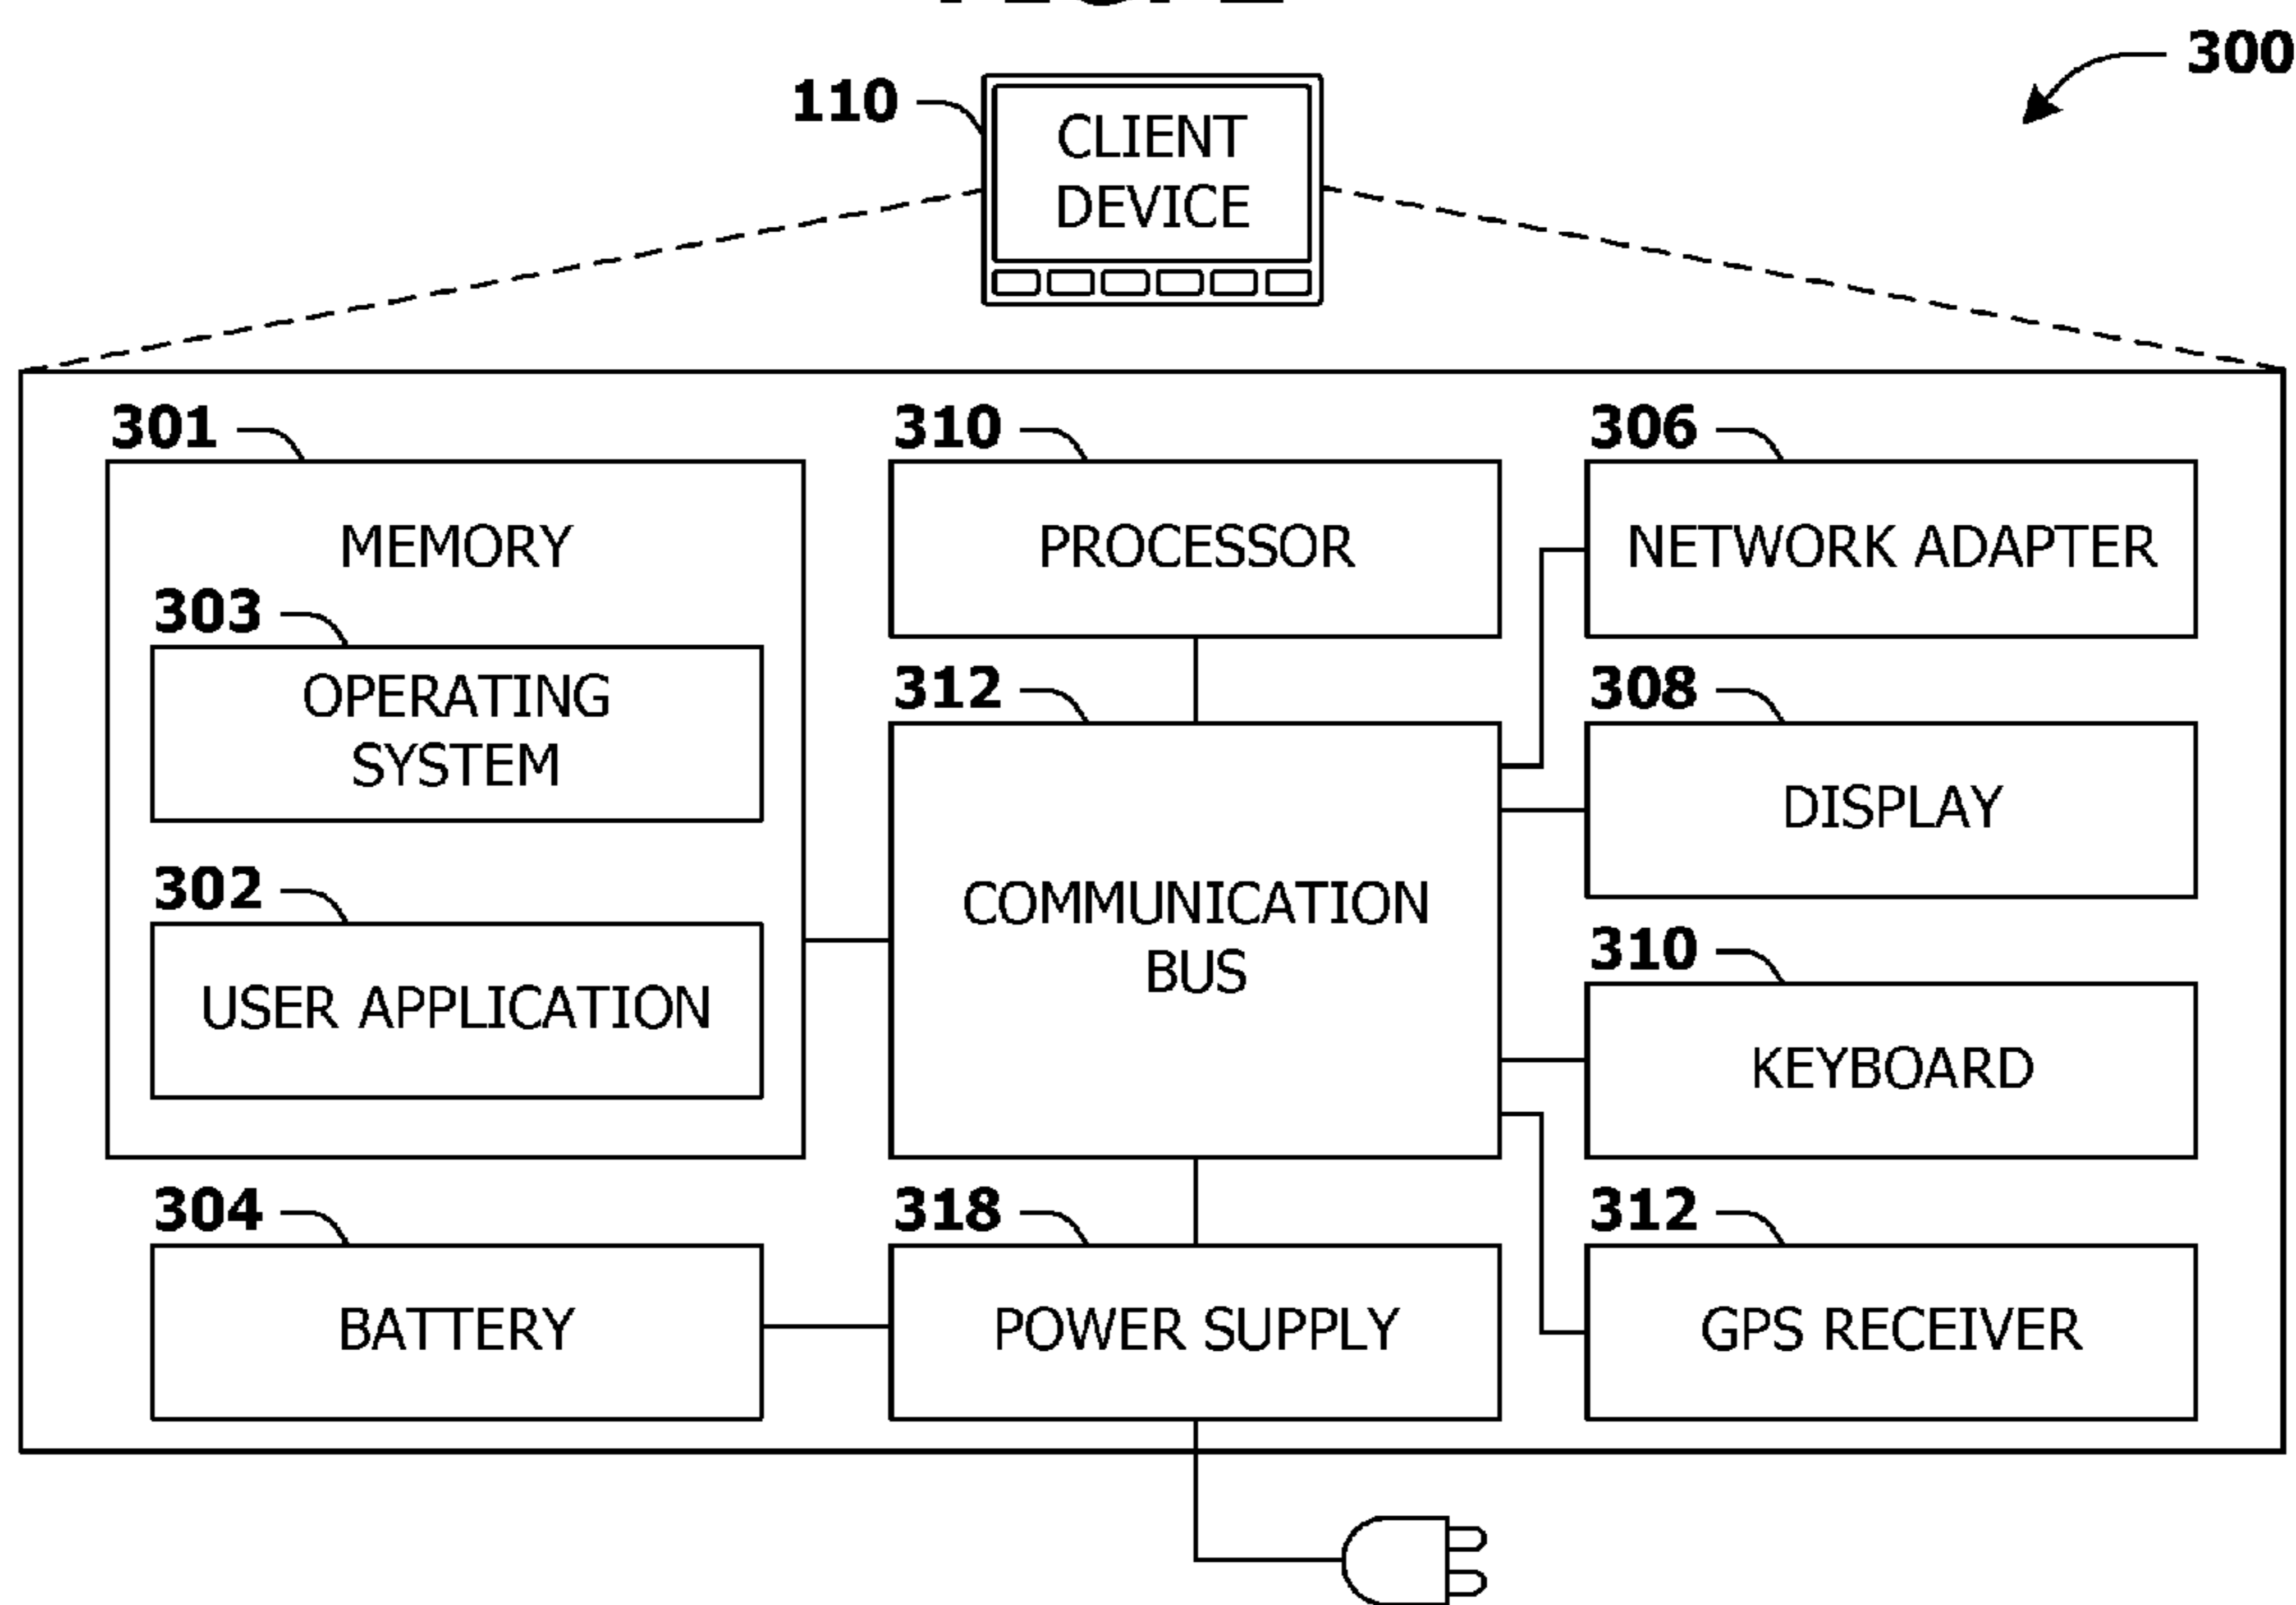 300
110
CLIENT
DEVICE
301
310
306
MEMORY
PROCESSOR
NETWORK ADAPTER
303
312
308
OPERATING
SYSTEM
DISPLAY
302
COMMUNICATION
BUS
310
USER APPLICATION
KEYBOARD
304
318
312
BATTERY
POWER SUPPLY
GPS RECEIVER